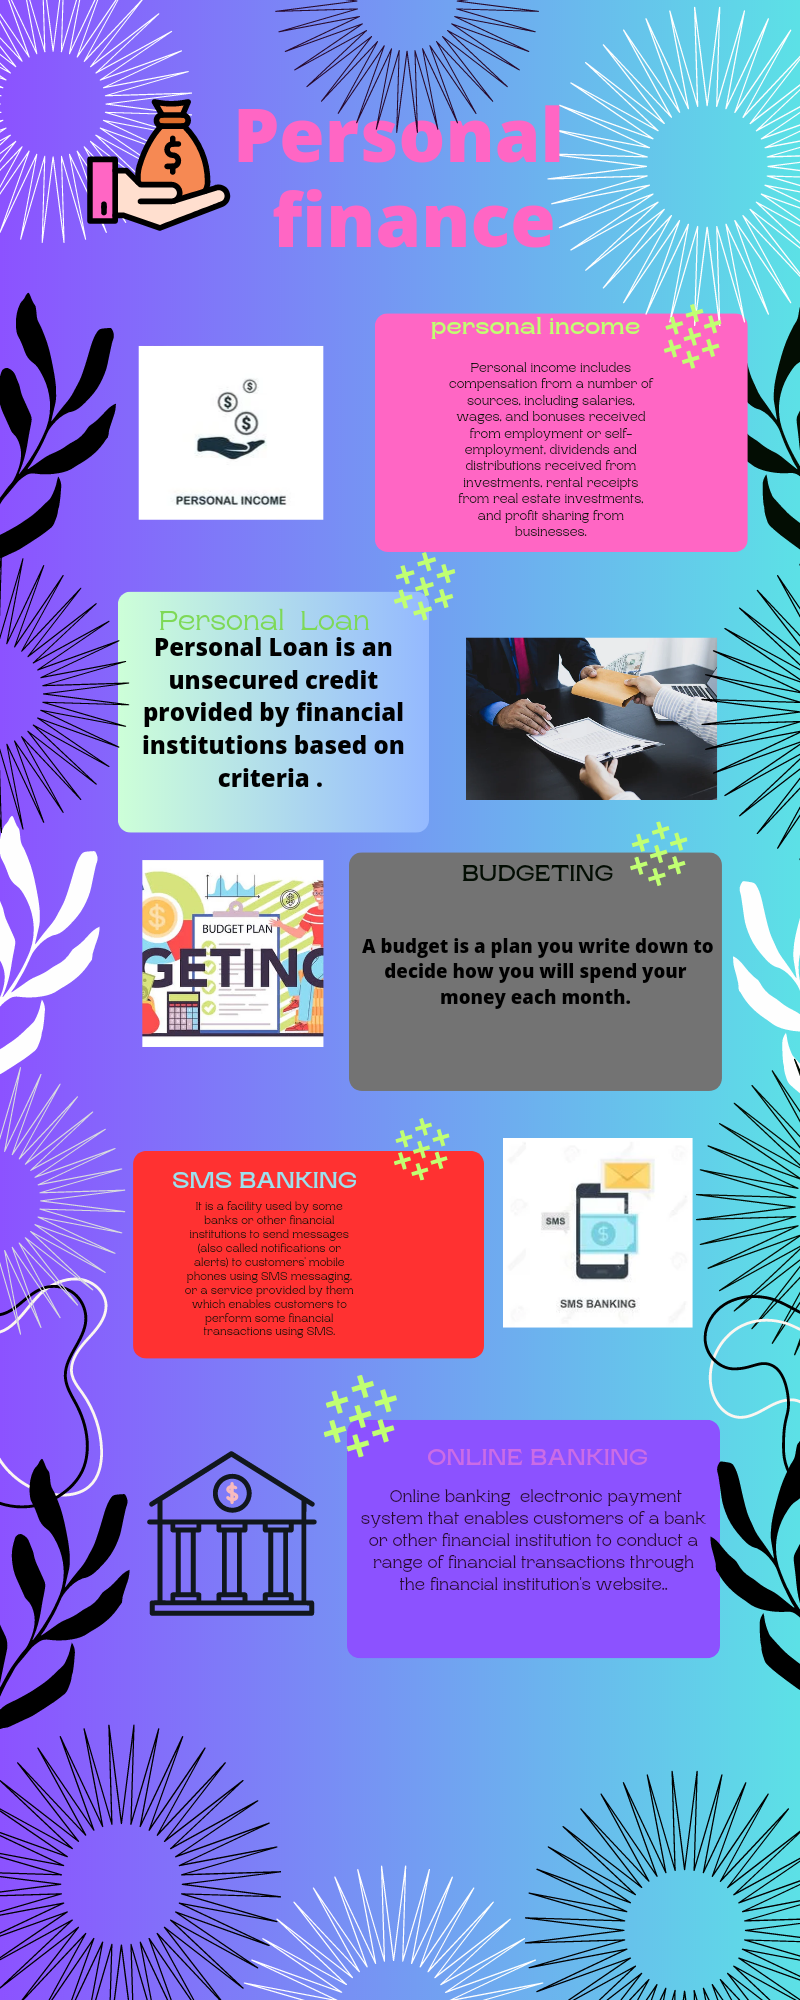 Personal
finance
personal income
Personal income includes
compensation from a number of
sources, including salaries,
wages, and bonuses received
from employment or self-
employment, dividends and
distributions received from
investments, rental receipts
from real estate investments,
and profit sharing from
businesses.
PERSONAL INCOME
Personal Loan
Personal Loan is an
unsecured credit
provided by financial
institutions based on
criteria .
BUDGETING
A budget is a plan you write down to
decide how you will spend your
money each month.
BUDGET PLAN
GETING
SMS BANKING
It is a facility used by some
banks or other financial
institutions to send messages
(also called notifications or
alerts) to customers' mobile
phones using SMS messaging,
or a service provided by them
which enables customers to
perform some financial
transactions using SMS.
SMS
SMS BANKING
ONLINE BANKING
Online banking electronic payment
system that enables customers of a bank
or other financial institution to conduct a
range of financial transactions through
the financial institution's website..